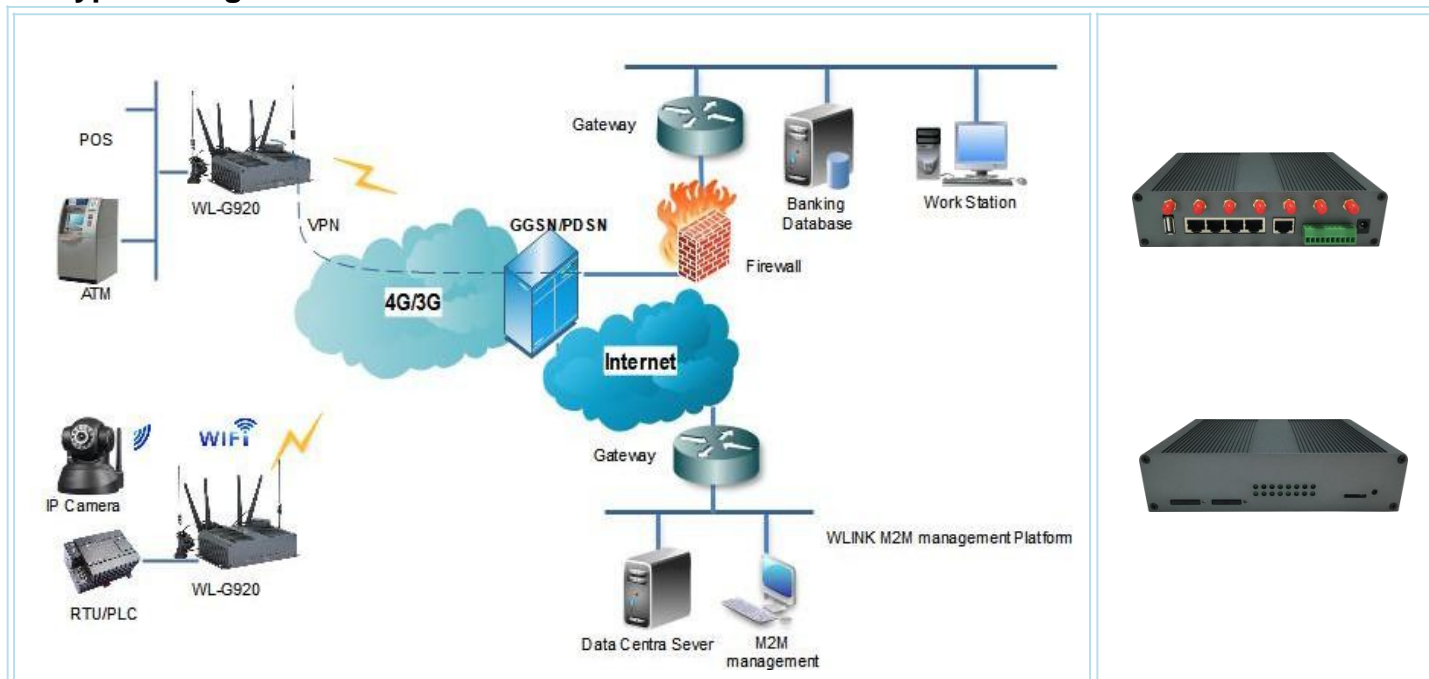 POS
WL-G920
ATM
VPN
GGSN/PDSN
4G/3G
Gateway
Banking
Database
Work Station
Firewall
Internet
IP Camera
WIFi
RTU/PLC
WL-G920
Gateway
WLINK M2M management Platform
Data Centra Sever
M2M
management